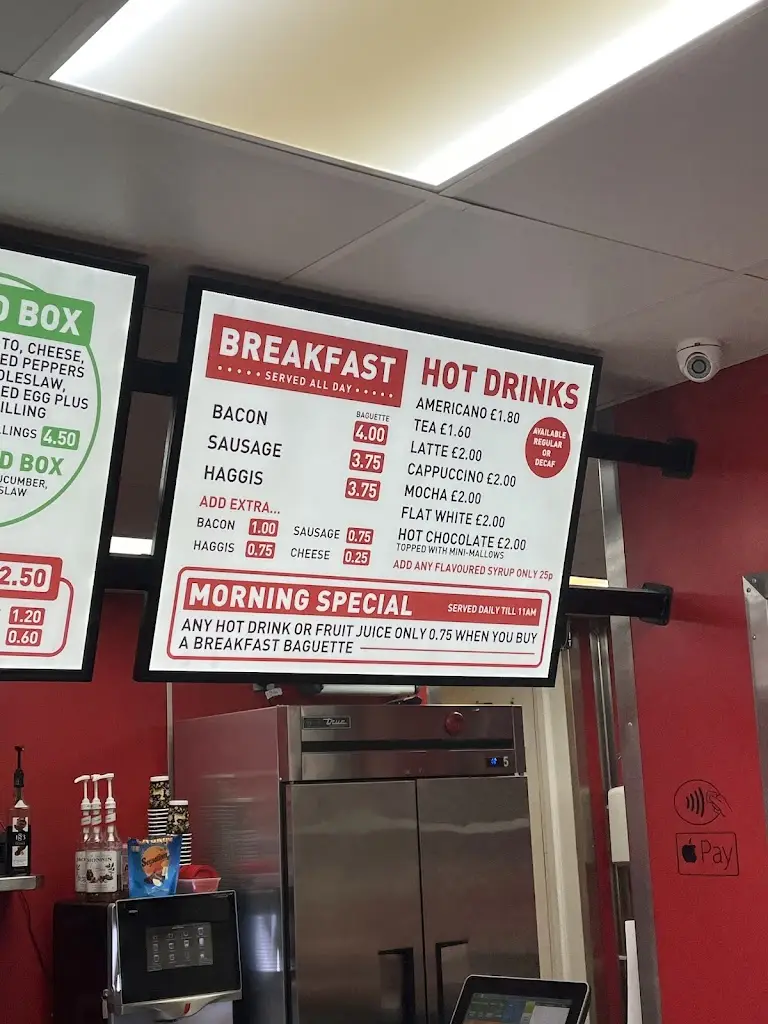 BOX
TO, CHEESE,
ED PEPPERS
OLESLAW,
ED EGG PLUS
ILLING
LLINGS 4.50
D BOX
UCUMBER,
SLAW
2.50
1.20
0.60
BREAKFAST
SERVED ALL DAY
BAGUETTE
BACON 4.00
SAUSAGE 3.75
HAGGIS 3.75
ADD EXTRA...
BACON 1.00 SAUSAGE 0.75
HAGGIS 0.75 CHEESE 0.25
HOT DRINKS
AMERICANO £1.80
TEA £1.60
LATTE £2.00
CAPPUCCINO £2.00
MOCHA £2.00
FLAT WHITE £2.00
HOT CHOCOLATE £2.00
TOPPED WITH MINI-MALLOWS
ADD ANY FLAVOURED SYRUP ONLY 25p
AVAILABLE
REGULAR
OR
DECAF
MORNING SPECIAL SERVED DAILY TILL 11AM
ANY HOT DRINK OR FRUIT JUICE ONLY 0.75 WHEN YOU BUY
A BREAKFAST BAGUETTE
True
5
Pay